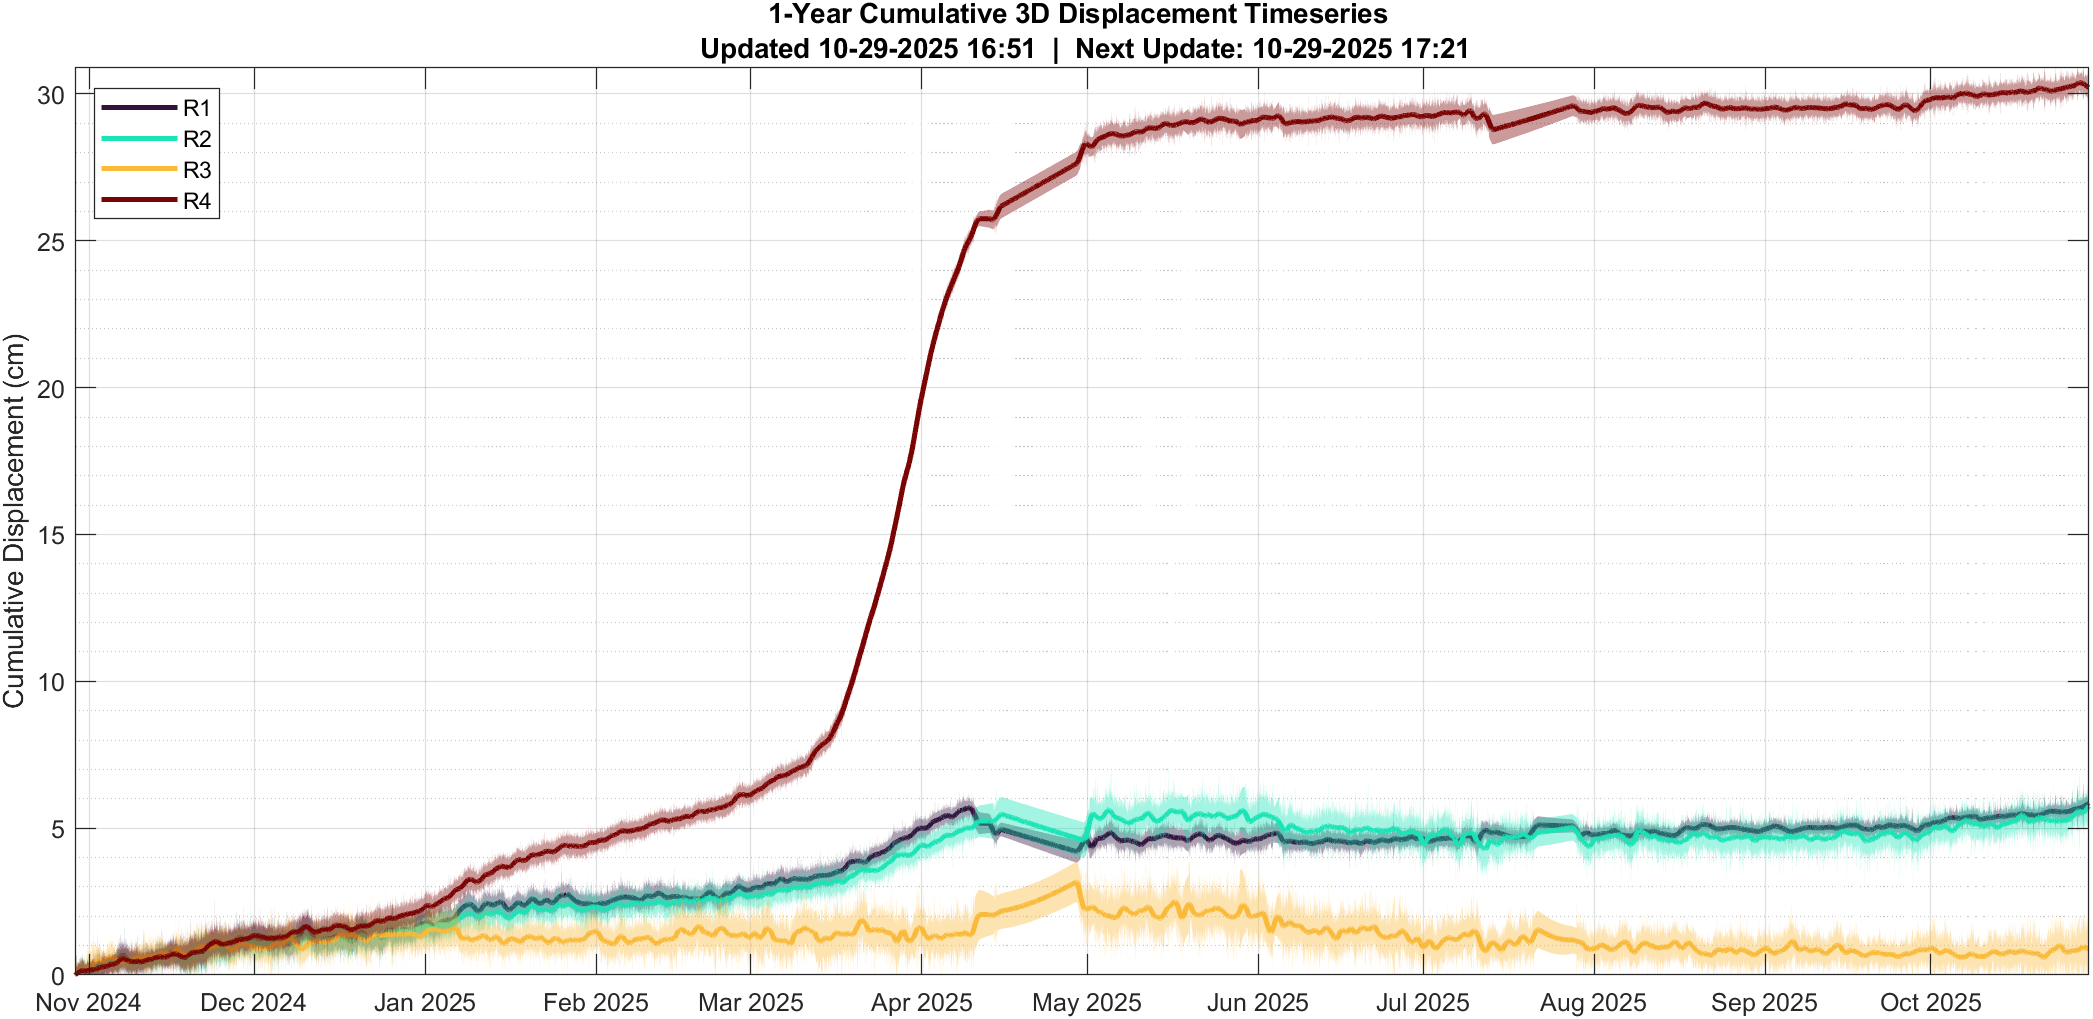 1-Year Cumulative 3D Displacement Timeseries
Updated 10-29-2025 16:51 | Next Update: 10-29-2025 17:21
R1
R2
R3
R4
Cumulative Displacement (cm)
30
25
20
15
10
5
0
Nov 2024 Dec 2024 Jan 2025 Feb 2025 Mar 2025 Apr 2025 May 2025 Jun 2025 Jul 2025 Aug 2025 Sep 2025 Oct 2025